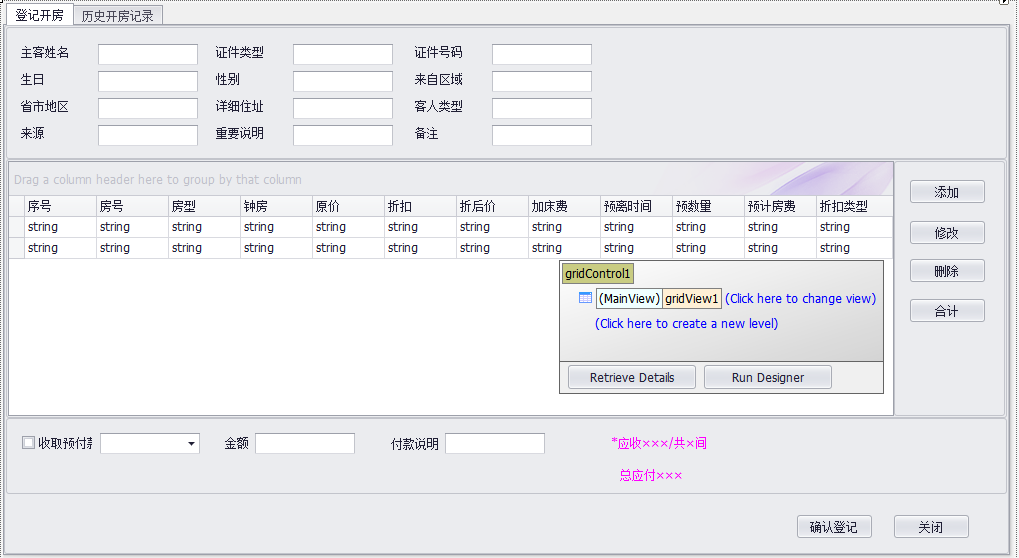 登记开房 历史开房记录
主客姓名 证件类型 证件号码
生日 性别 来自区域
省市地区 详细住址 客人类型
来源 重要说明 备注
Drag a column header here to group by that column
添加
序号 房号 房型 钟房 原价 折扣 折后价 加床费 预离时间 预数量 预计房费 折扣类型
string string string string string string string string string string string string
修改
string string string string string string string string string string string string
gridControl1
删除
(MainView) gridView1 (Click here to change view)
合计
(Click here to create a new level)
Retrieve Details Run Designer
收取预付款 金额 付款说明 *应收×××/共×间
总应付×××
确认登记 关闭